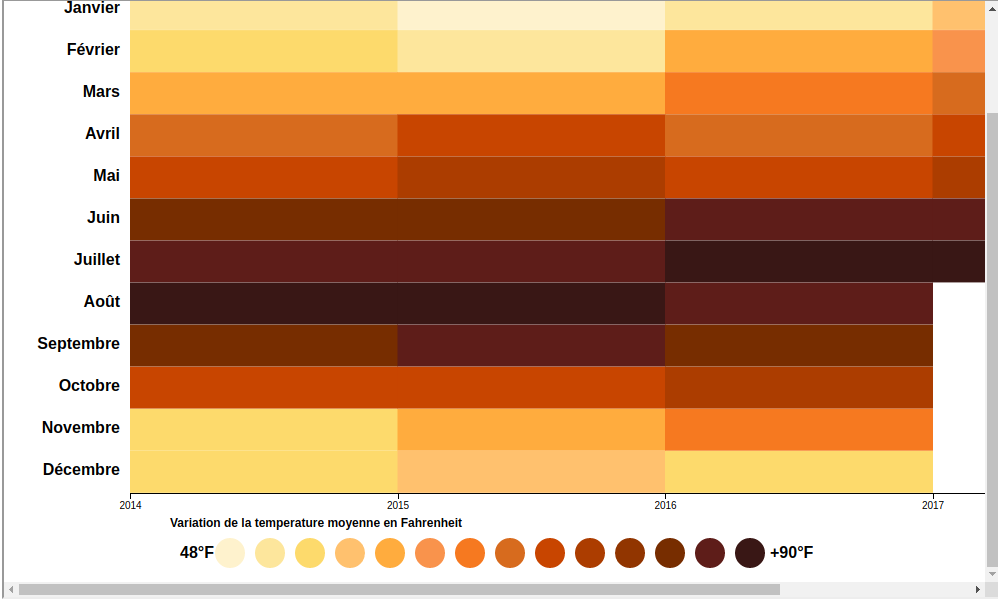 Janvier
Février
Mars
Avril
Mai
Juin
Juillet
Août
Septembre
Octobre
Novembre
Décembre
2014 2015 2016 2017
Variation de la temperature moyenne en Fahrenheit
48°F +90°F